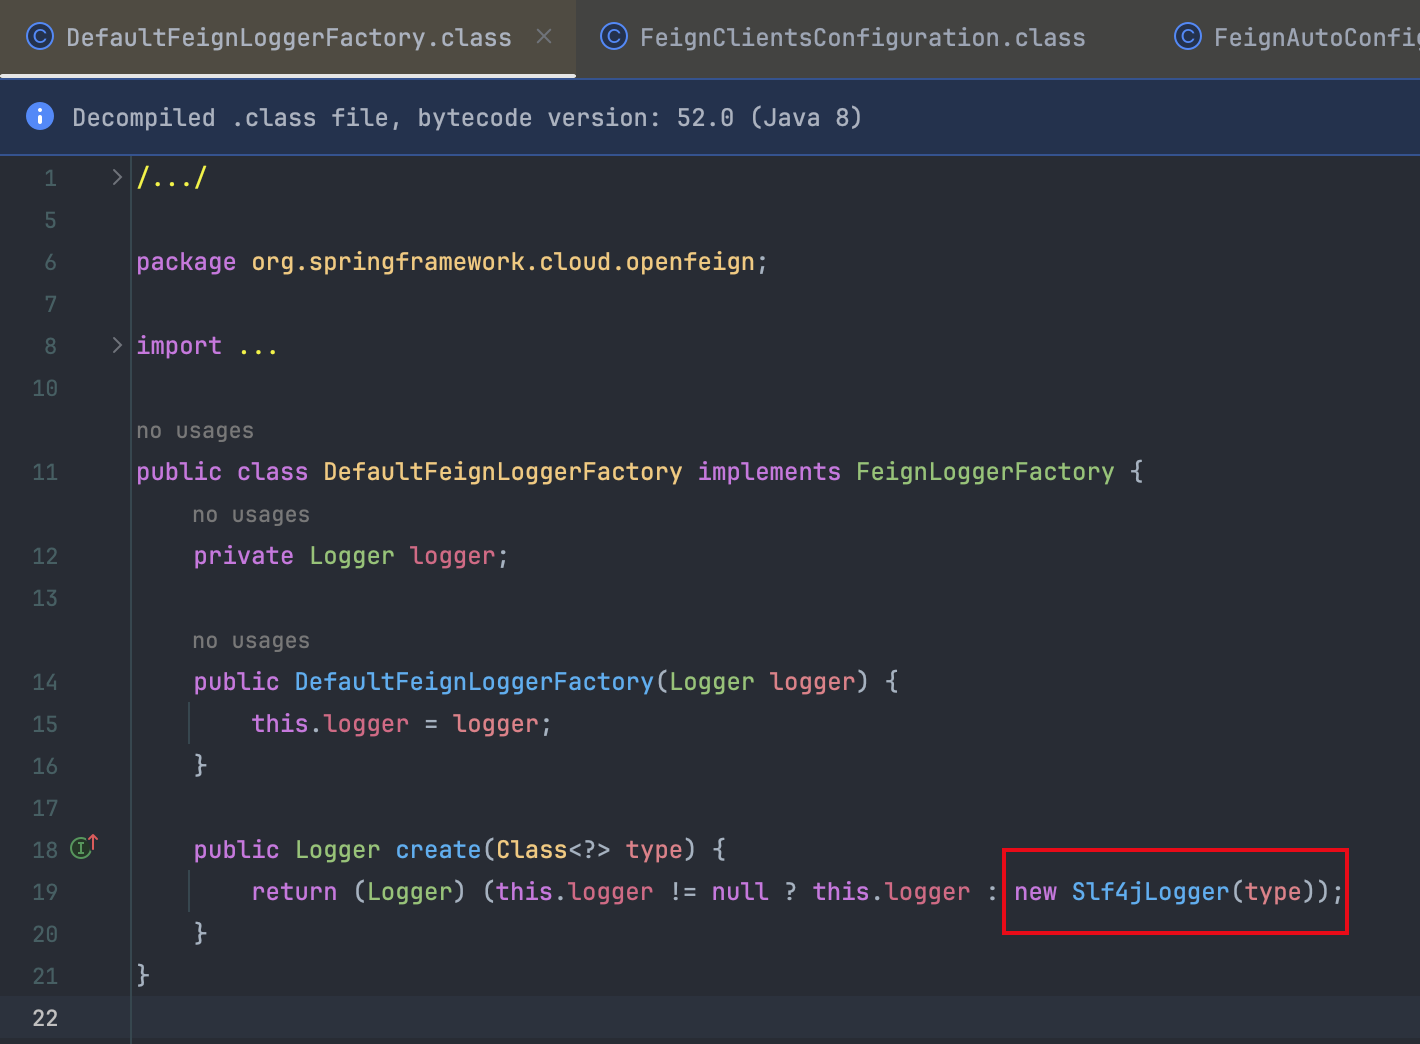 DefaultFeignLoggerFactory.class FeignClientsConfiguration.class FeignAutoConfig
Decompiled .class file, bytecode version: 52.0 (Java 8)
1 /.../
5
6 package org.springframework.cloud.openfeign;
7
8 import ...
10
no usages
11 public class DefaultFeignLoggerFactory implements FeignLoggerFactory {
no usages
12 private Logger logger;
13
no usages
14 public DefaultFeignLoggerFactory(Logger logger) {
15 this.logger = logger;
16 }
17
18 public Logger create(Class<?> type) {
19 return (Logger) (this.logger != null ? this.logger : new Slf4jLogger(type));
20 }
21 }
22